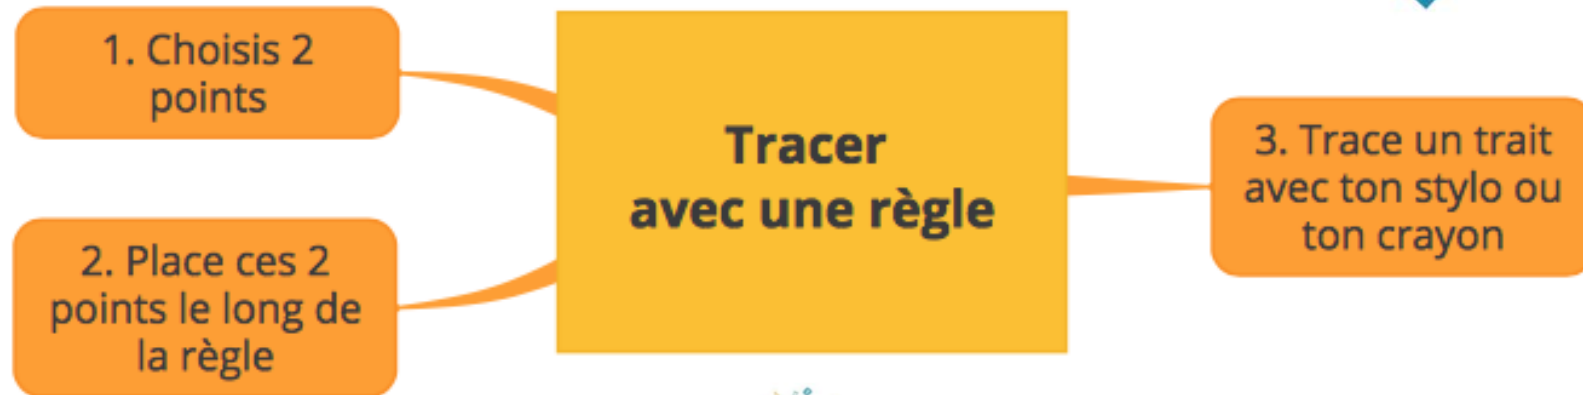 1. Choisis 2
points
2. Place ces 2
points le long de
la règle
Tracer
avec une règle
3. Trace un trait
avec ton stylo ou
ton crayon